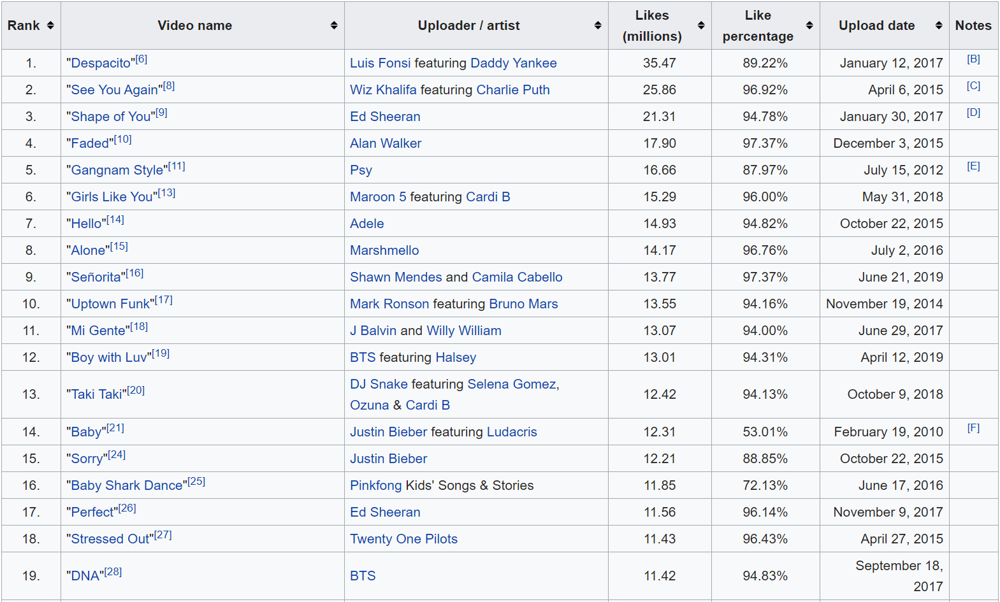 Rank Video name Uploader / artist Likes (millions) Like percentage Upload date Notes
1. "Despacito"[6] Luis Fonsi featuring Daddy Yankee 35.47 89.22% January 12, 2017 [B]
2. "See You Again"[8] Wiz Khalifa featuring Charlie Puth 25.86 96.92% April 6, 2015 [C]
3. "Shape of You"[9] Ed Sheeran 21.31 94.78% January 30, 2017 [D]
4. "Faded"[10] Alan Walker 17.90 97.37% December 3, 2015
5. "Gangnam Style"[11] Psy 16.66 87.97% July 15, 2012 [E]
6. "Girls Like You"[13] Maroon 5 featuring Cardi B 15.29 96.00% May 31, 2018
7. "Hello"[14] Adele 14.93 94.82% October 22, 2015
8. "Alone"[15] Marshmello 14.17 96.76% July 2, 2016
9. "Señorita"[16] Shawn Mendes and Camila Cabello 13.77 97.37% June 21, 2019
10. "Uptown Funk"[17] Mark Ronson featuring Bruno Mars 13.55 94.16% November 19, 2014
11. "Mi Gente"[18] J Balvin and Willy William 13.07 94.00% June 29, 2017
12. "Boy with Luv"[19] BTS featuring Halsey 13.01 94.31% April 12, 2019
13. "Taki Taki"[20] DJ Snake featuring Selena Gomez, Ozuna & Cardi B 12.42 94.13% October 9, 2018
14. "Baby"[21] Justin Bieber featuring Ludacris 12.31 53.01% February 19, 2010 [F]
15. "Sorry"[24] Justin Bieber 12.21 88.85% October 22, 2015
16. "Baby Shark Dance"[25] Pinkfong Kids' Songs & Stories 11.85 72.13% June 17, 2016
17. "Perfect"[26] Ed Sheeran 11.56 96.14% November 9, 2017
18. "Stressed Out"[27] Twenty One Pilots 11.43 96.43% April 27, 2015
19. "DNA"[28] BTS 11.42 94.83% September 18, 2017